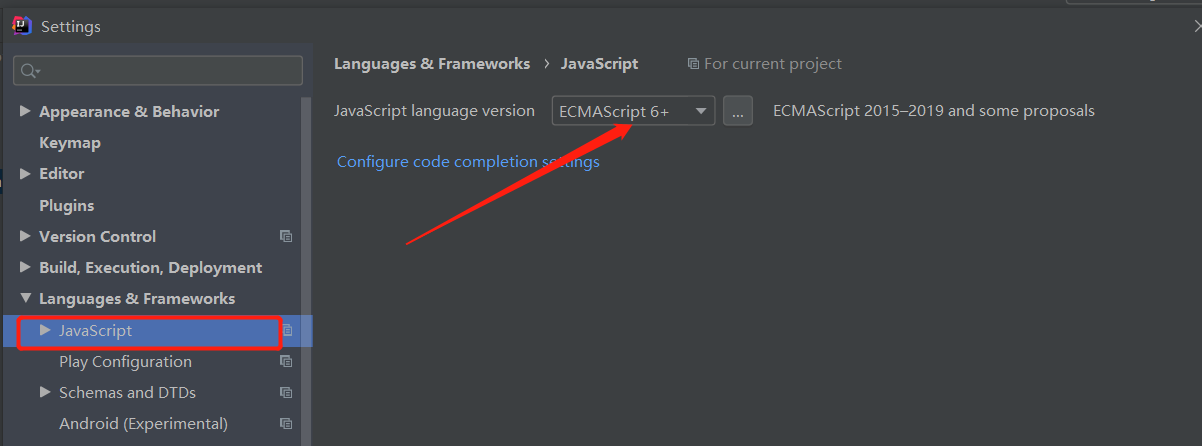 Settings
Appearance & Behavior
Keymap
Editor
Plugins
Version Control
Build, Execution, Deployment
Languages & Frameworks
JavaScript
Play Configuration
Schemas and DTDs
Android (Experimental)
Languages & Frameworks › JavaScript For current project
JavaScript language version ECMAScript 6+ ... ECMAScript 2015–2019 and some proposals
Configure code completion settings